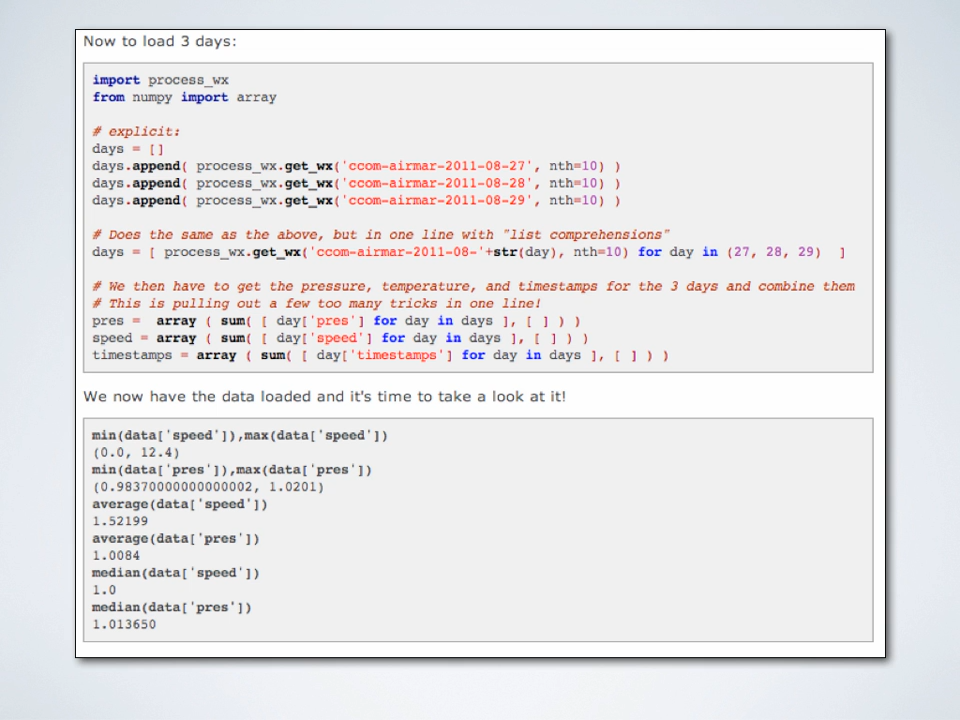 Now to load 3 days:
import process_wx
from numpy import array
# explicit:
days = []
days.append( process_wx.get_wx('ccom-airmar-2011-08-27', nth=10) )
days.append( process_wx.get_wx('ccom-airmar-2011-08-28', nth=10) )
days.append( process_wx.get_wx('ccom-airmar-2011-08-29', nth=10) )
# Does the same as the above, but in one line with "list comprehensions"
days = [ process_wx.get_wx('ccom-airmar-2011-08-'+str(day), nth=10) for day in (27, 28, 29)  ]
# We then have to get the pressure, temperature, and timestamps for the 3 days and combine them
# This is pulling out a few too many tricks in one line!
pres =  array ( sum( [ day['pres'] for day in days ], [ ] ) )
speed = array ( sum( [ day['speed'] for day in days ], [ ] ) )
timestamps = array ( sum( [ day['timestamps'] for day in days ], [ ] ) )
We now have the data loaded and it's time to take a look at it!
min(data['speed']),max(data['speed'])
(0.0, 12.4)
min(data['pres']),max(data['pres'])
(0.98370000000000002, 1.0201)
average(data['speed'])
1.52199
average(data['pres'])
1.0084
median(data['speed'])
1.0
median(data['pres'])
1.013650